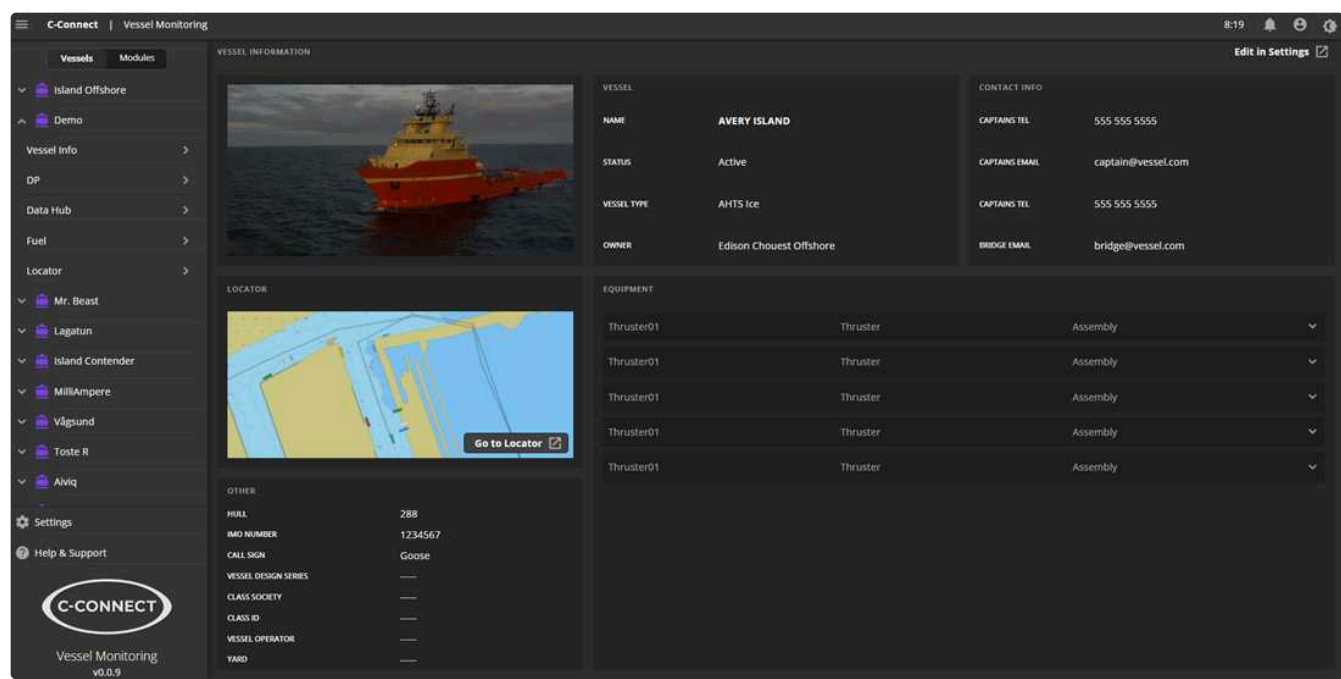 C-Connect | Vessel Monitoring
8:19
Vessels Modules
Island Offshore
Demo
Vessel Info
DP
Data Hub
Fuel
Locator
Mr. Beast
Lagatun
Island Contender
MilliAmpere
Vågsund
Toste R
Aiviq
Settings
Help & Support
C-CONNECT
Vessel Monitoring
v0.0.9
VESSEL INFORMATION
Edit in Settings
VESSEL
NAME AVERY ISLAND
STATUS Active
VESSEL TYPE AHTS Ice
OWNER Edison Chouest Offshore
CONTACT INFO
CAPTAINS TEL 555 555 5555
CAPTAINS EMAIL captain@vessel.com
CAPTAINS TEL 555 555 5555
BRIDGE EMAIL bridge@vessel.com
LOCATOR
Go to Locator
EQUIPMENT
Thruster01 Thruster Assembly
Thruster01 Thruster Assembly
Thruster01 Thruster Assembly
Thruster01 Thruster Assembly
Thruster01 Thruster Assembly
OTHER
HULL 288
IMO NUMBER 1234567
CALL SIGN Goose
VESSEL DESIGN SERIES —
CLASS SOCIETY —
CLASS ID —
VESSEL OPERATOR —
YARD —